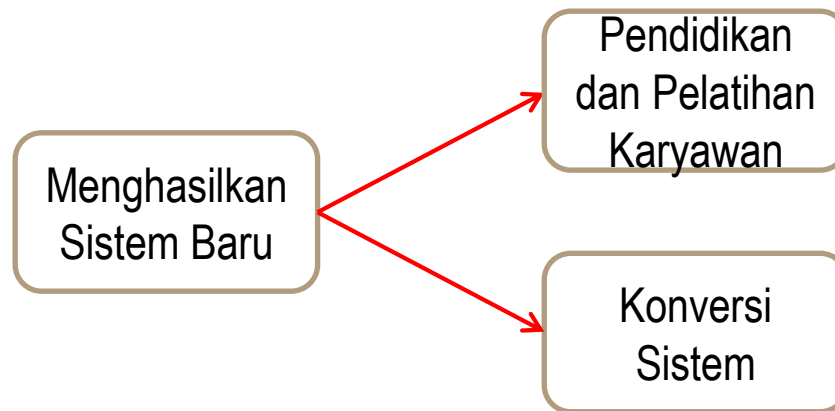 Menghasilkan
Sistem Baru
Pendidikan
dan Pelatihan
Karyawan
Konversi
Sistem